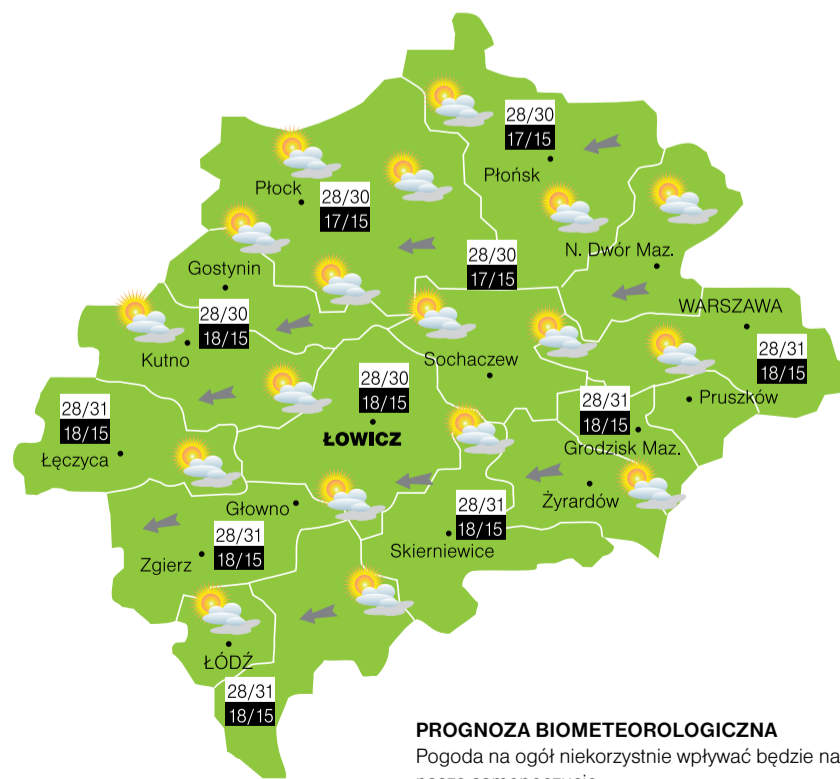 28/30
17/15
Płońsk
Płock
28/30
17/15
N. Dwór Maz.
28/30
17/15
Gostynin
WARSZAWA
28/30
18/15
Kutno
Sochaczew
28/31
18/15
28/30
18/15
Pruszków
28/31
18/15
28/31
18/15
ŁOWICZ
Grodzisk Maz.
Łęczyca
Głowno
Żyrardów
28/31
18/15
Skierniewice
28/31
18/15
Zgierz
ŁÓDŹ
28/31
18/15
PROGNOZA BIOMETEOROLOGICZNA
Pogoda na ogół niekorzystnie wpływać będzie na
nasze samopoczucie